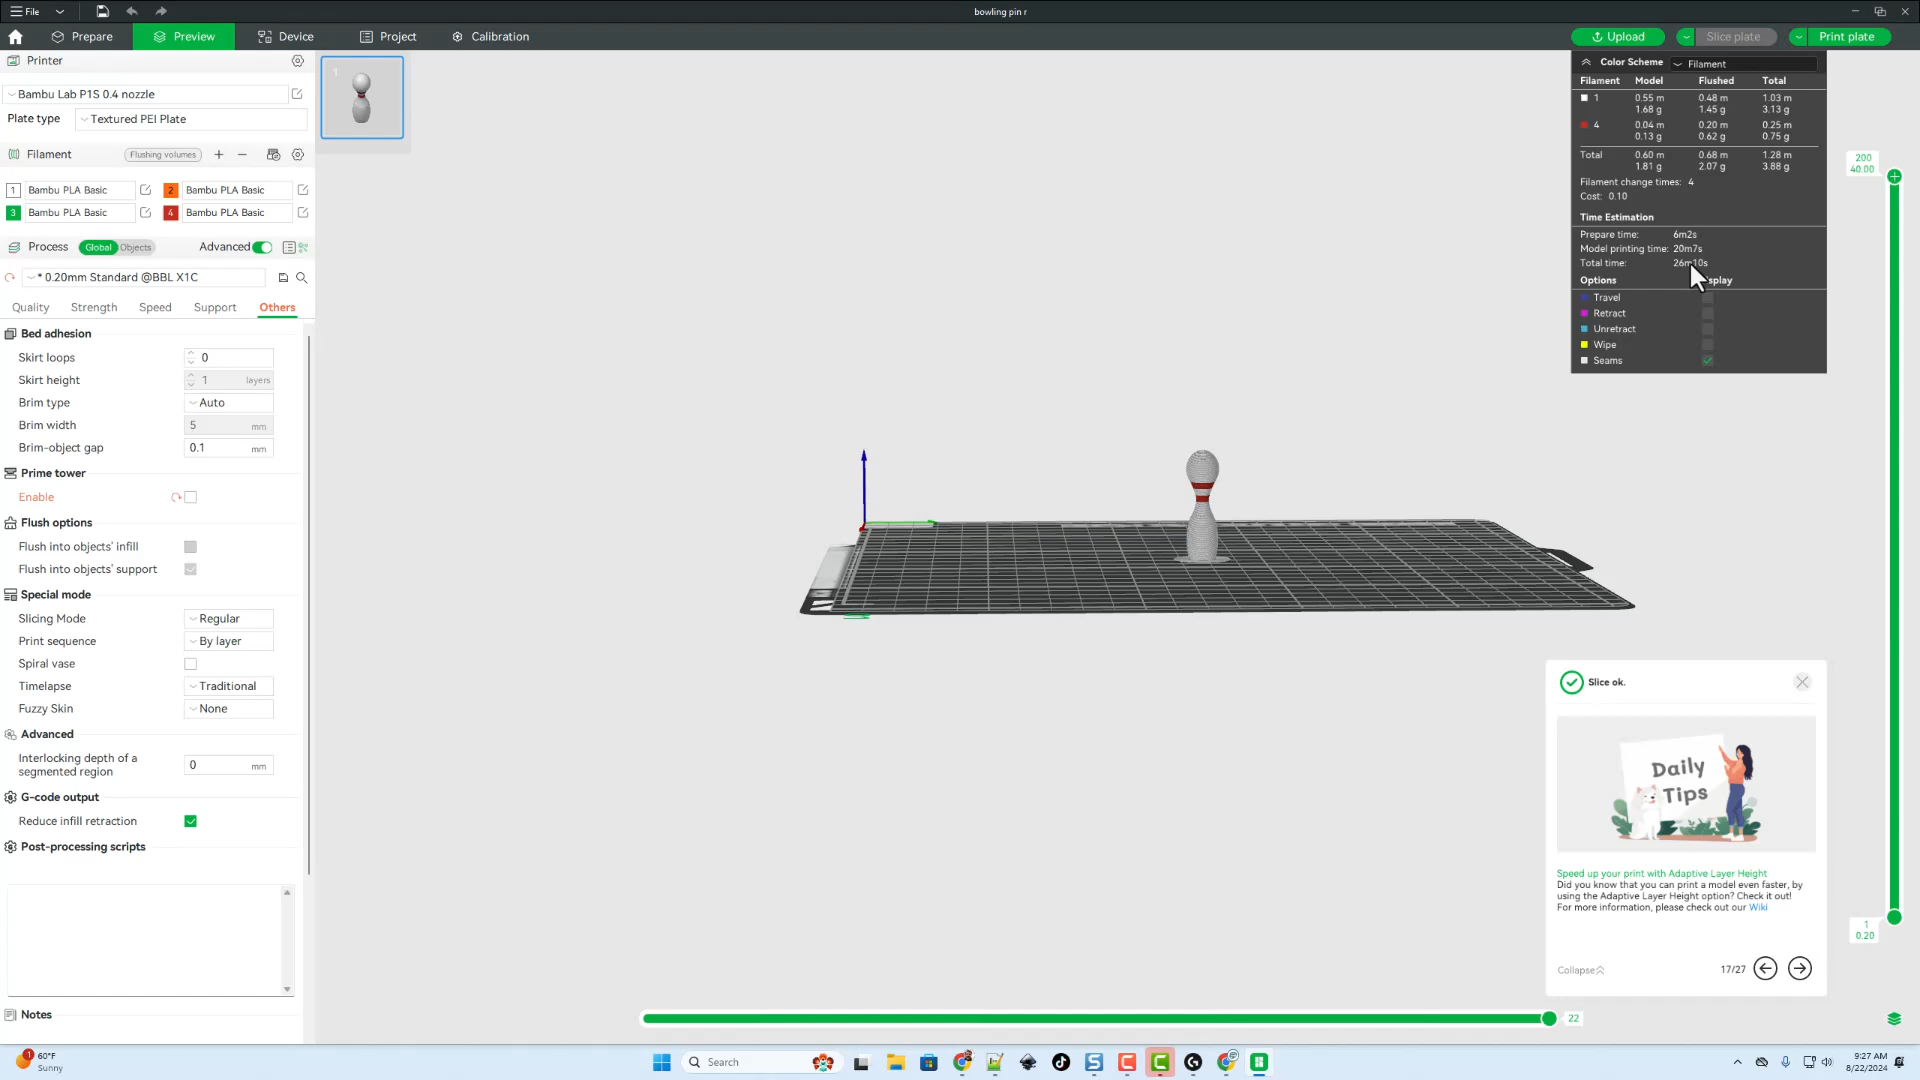 File
bowling pin r
Prepare
Preview
Device
Project
Calibration
Upload
Slice plate
Print plate
Printer
Bambu Lab P1S 0.4 nozzle
Plate type
Textured PEI Plate
Filament
Flushing volumes
1 Bambu PLA Basic
2 Bambu PLA Basic
3 Bambu PLA Basic
4 Bambu PLA Basic
Process Global Objects Advanced
* 0.20mm Standard @BBL X1C
Quality Strength Speed Support Others
Bed adhesion
Skirt loops 0
Skirt height 1 layers
Brim type Auto
Brim width 5 mm
Brim-object gap 0.1 mm
Prime tower
Enable
Flush options
Flush into objects' infill
Flush into objects' support
Special mode
Slicing Mode Regular
Print sequence By layer
Spiral vase
Timelapse Traditional
Fuzzy Skin None
Advanced
Interlocking depth of a
segmented region 0 mm
G-code output
Reduce infill retraction
Post-processing scripts
Notes
1
Color Scheme Filament
Filament Model Flushed Total
1 0.55 m 0.48 m 1.03 m
1.68 g 1.45 g 3.13 g
4 0.04 m 0.20 m 0.25 m
0.13 g 0.62 g 0.75 g
Total 0.60 m 0.68 m 1.28 m
1.81 g 2.07 g 3.88 g
Filament change times: 4
Cost: 0.10
Time Estimation
Prepare time: 6m2s
Model printing time: 20m7s
Total time: 26m10s
Options splay
Travel
Retract
Unretract
Wipe
Seams
200
40.00
1
0.20
Slice ok.
Daily
Tips
Speed up your print with Adaptive Layer Height
Did you know that you can print a model even faster, by
using the Adaptive Layer Height option? Check it out!
For more information, please check out our Wiki
Collapse
17/27
22
1
60°F
Sunny
Search
9:27 AM
8/22/2024